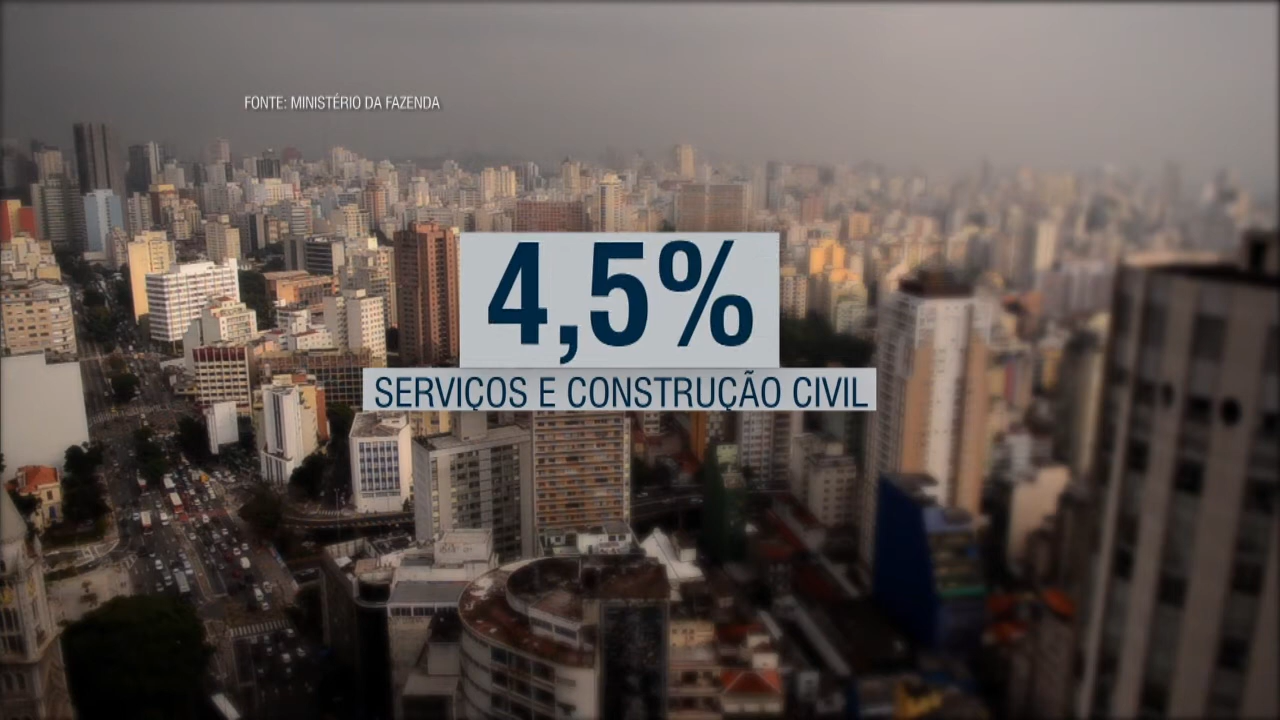 FONTE: MINISTÉRIO DA FAZENDA
4,5%
SERVIÇOS E CONSTRUÇÃO CIVIL